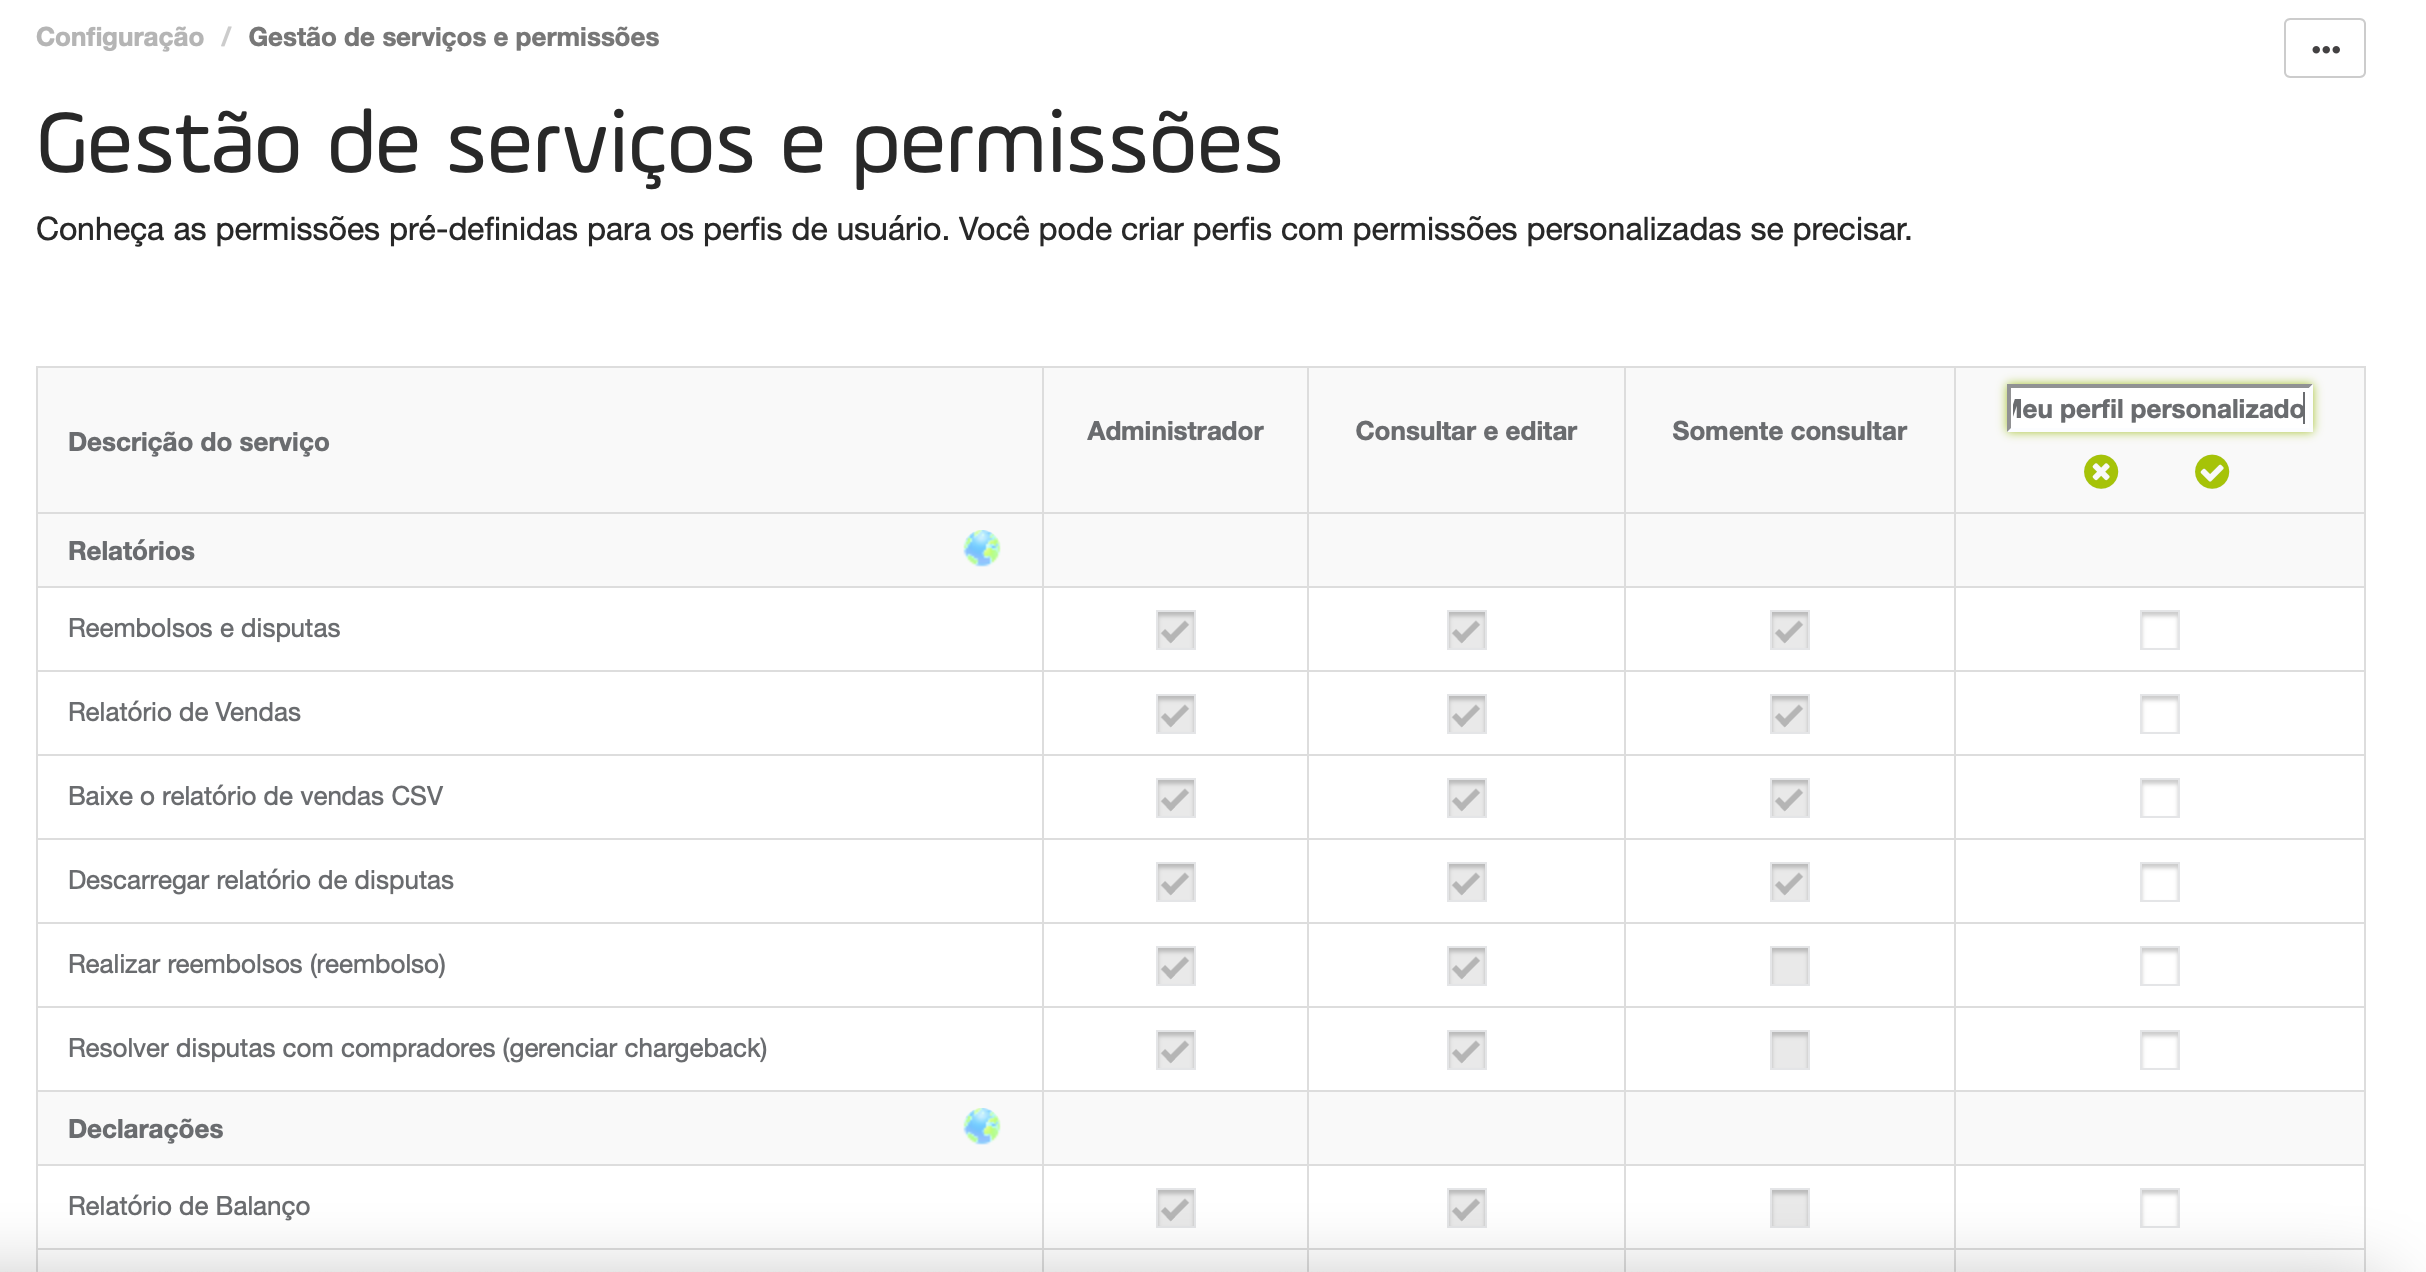 Configuração / Gestão de serviços e permissões
Gestão de serviços e permissões
Conheça as permissões pré-definidas para os perfis de usuário. Você pode criar perfis com permissões personalizadas se precisar.
Descrição do serviço
Administrador
Consultar e editar
Somente consultar
Meu perfil personalizado
Relatórios
Reembolsos e disputas
Relatório de Vendas
Baixe o relatório de vendas CSV
Descarregar relatório de disputas
Realizar reembolsos (reembolso)
Resolver disputas com compradores (gerenciar chargeback)
Declarações
Relatório de Balanço